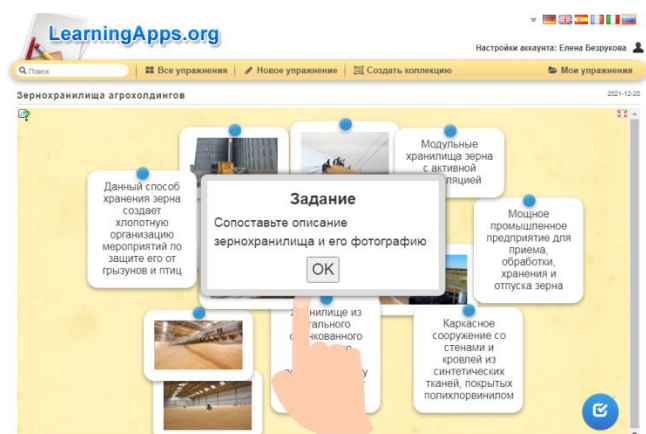 LearningApps.org
Настройки аккаунта: Елена Безрукова
Поиск
Все упражнения
Новое упражнение
Создать коллекцию
Мои упражнения
Зернохранилища агрохолдингов
2021-12-20
Модульные
хранилища зерна
с активной
Данный способ
хранения зерна
создает
хлопотную
организацию
мероприятий по
защите его от
грызунов и птиц
Задание
Сопоставьте описание
зернохранилища и его фотографию
OK
Мощное
промышленное
предприятие для
приема,
обработки,
хранения и
отпуска зерна
из
Каркасное
сооружение со
стенами и
кровлей из
синтетических
тканей, покрытых
полихлорвинилом